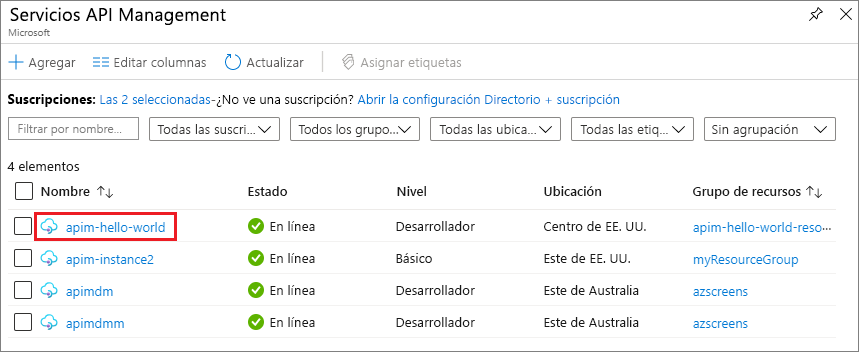 Servicios API Management
Microsoft
Agregar Editar columnas Actualizar Asignar etiquetas
Suscripciones: Las 2 seleccionadas-¿No ve una suscripción? Abrir la configuración Directorio + suscripción
Filtrar por nombre... Todas las suscri... Todos los grupo... Todas las ubica... Todas las etiq... Sin agrupación
4 elementos
Nombre ↑↓ Estado Nivel Ubicación Grupo de recursos ↑↓
apim-hello-world En línea Desarrollador Centro de EE. UU. apim-hello-world-reso...
apim-instance2 En línea Básico Este de EE. UU. myResourceGroup
apimdm En línea Desarrollador Este de Australia azscreens
apimdmm En línea Desarrollador Este de Australia azscreens